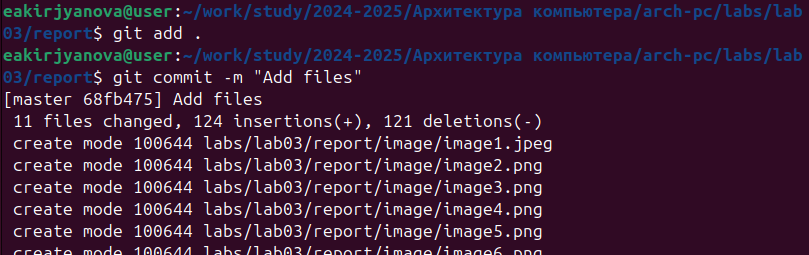 eakirjyanova@user:~/work/study/2024-2025/Архитектура компьютера/arch-pc/labs/lab
03/report$ git add .
eakirjyanova@user:~/work/study/2024-2025/Архитектура компьютера/arch-pc/labs/lab
03/report$ git commit -m "Add files"
[master 68fb475] Add files
 11 files changed, 124 insertions(+), 121 deletions(-)
 create mode 100644 labs/lab03/report/image/image1.jpeg
 create mode 100644 labs/lab03/report/image/image2.png
 create mode 100644 labs/lab03/report/image/image3.png
 create mode 100644 labs/lab03/report/image/image4.png
 create mode 100644 labs/lab03/report/image/image5.png
 create mode 100644 labs/lab03/report/image/image6.png